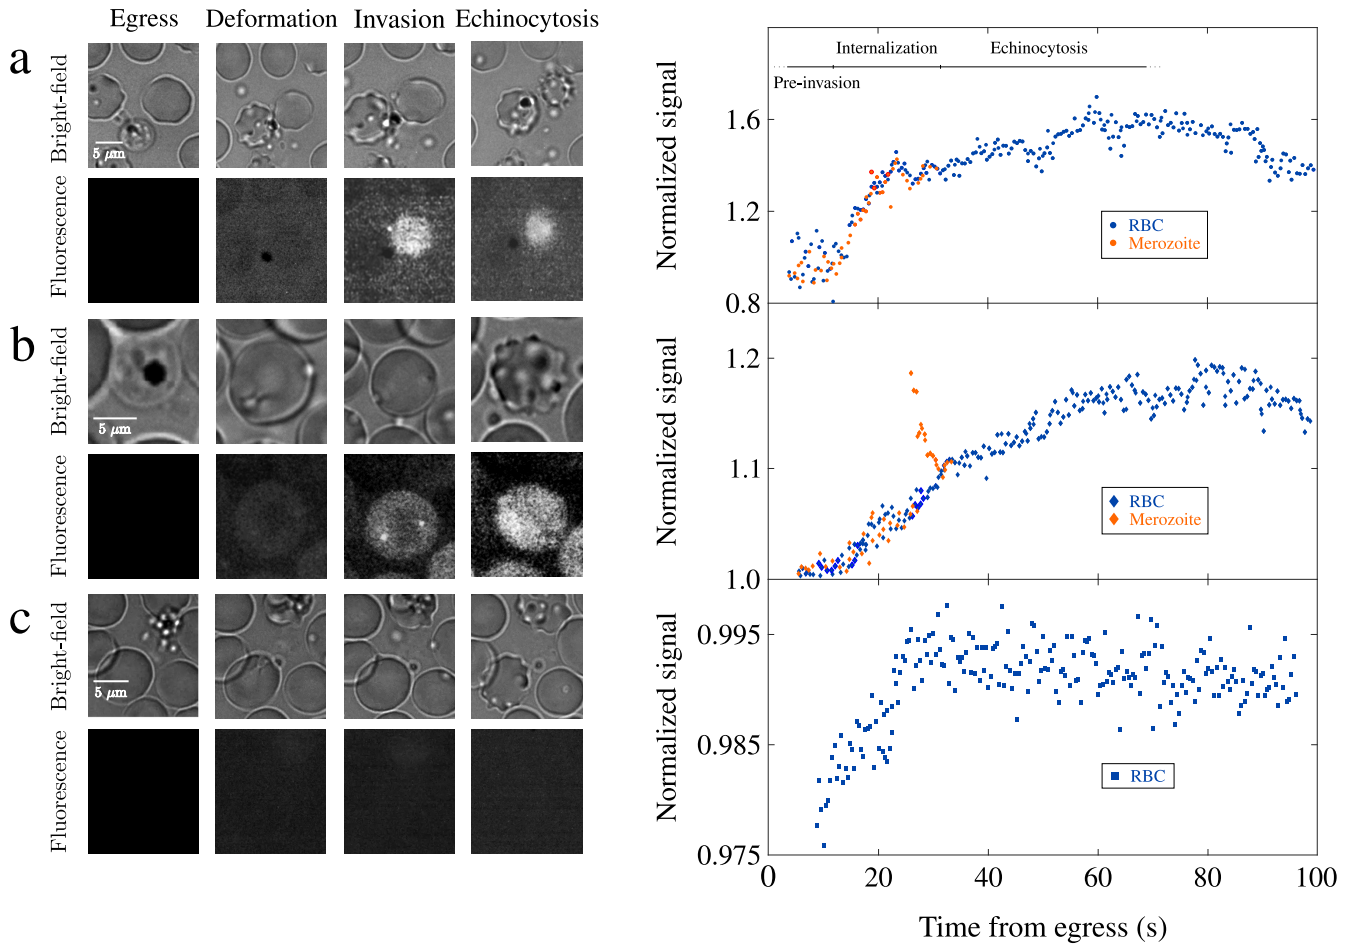 Egress Deformation Invasion Echinocytosis
a
Bright-field
5 μm
Fluorescence
b
Bright-field
5 μm
Fluorescence
c
Bright-field
5 μm
Fluorescence
Normalized signal
Internalization Echinocytosis
Pre-invasion
1.6
1.2
0.8
RBC
Merozoite
Normalized signal
1.2
1.1
1.0
RBC
Merozoite
Normalized signal
0.995
0.985
0.975
RBC
0 20 40 60 80 100
Time from egress (s)